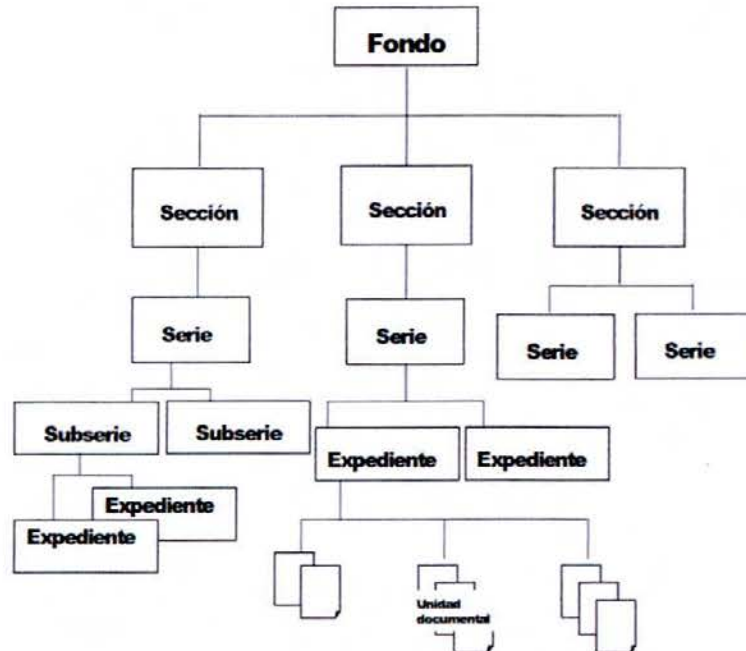 Fondo
Sección
Sección
Sección
Serie
Serie
Serie
Serie
Subserie
Subserie
Expediente
Expediente
Expediente
Expediente
Unidad
documental